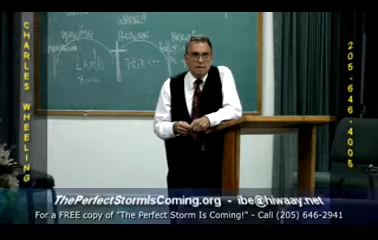 CHARLES WHEELING
205-646-4005
Lamb
ThePerfectStormIsComing.org - ibe@hiwaay.net
For a FREE copy of "The Perfect Storm Is Coming!" - Call (205) 646-2941